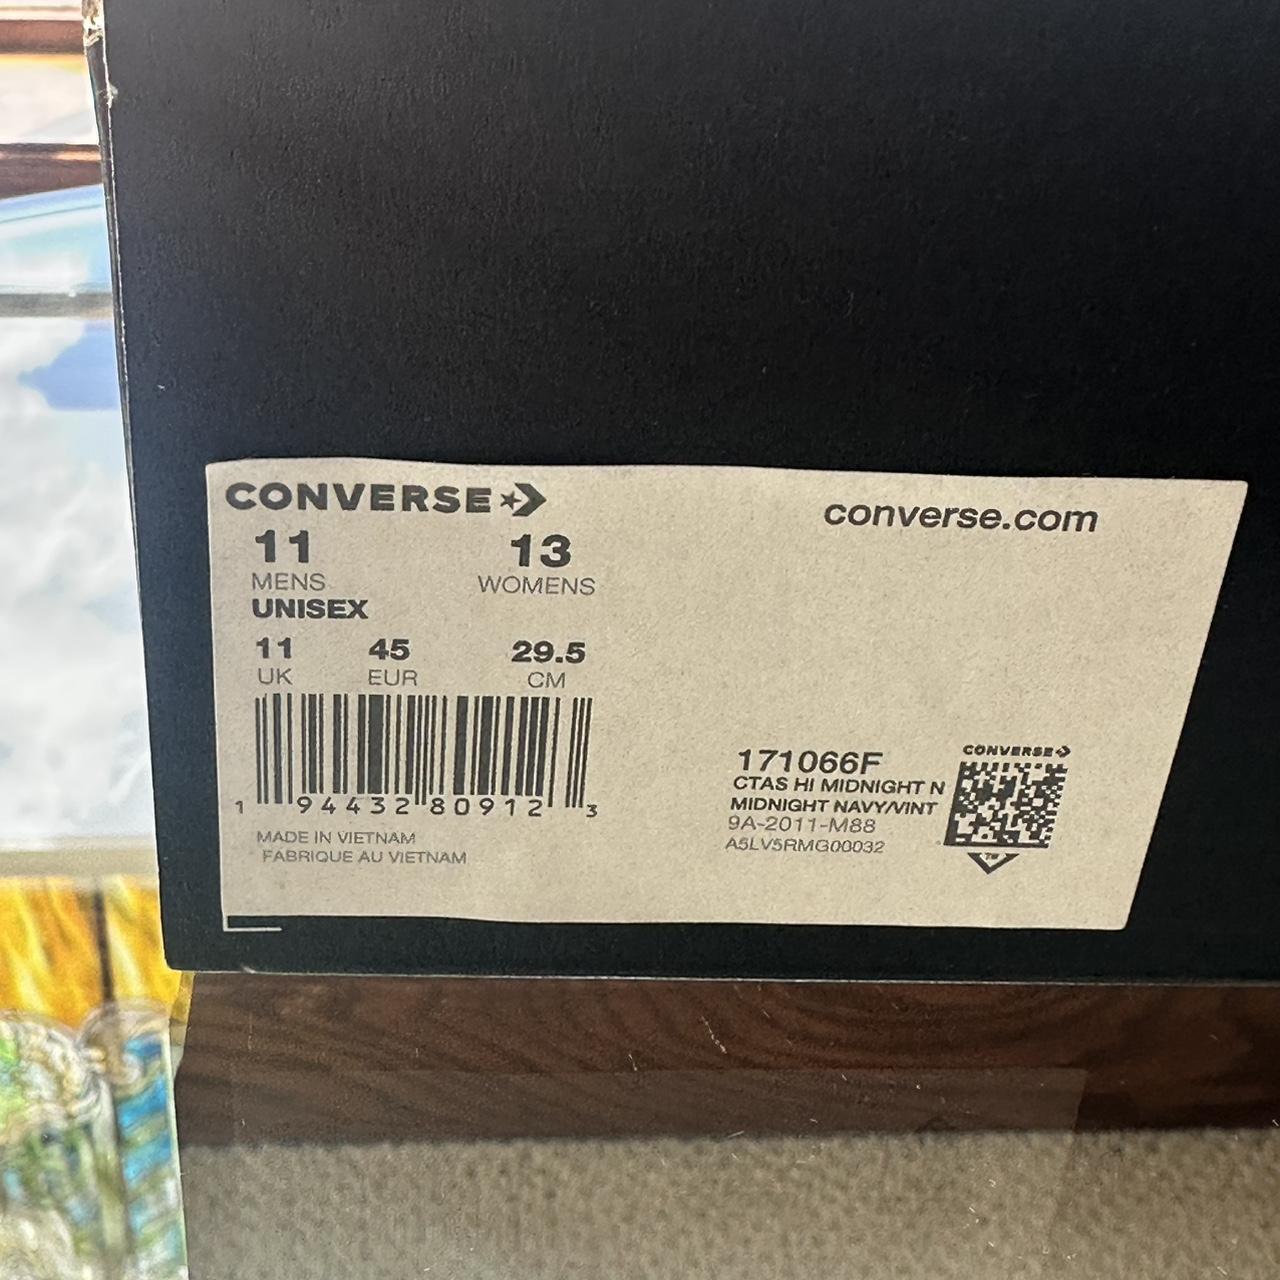 CONVERSE
converse.com
11 13
MENS WOMENS
UNISEX
11 45 29.5
UK EUR CM
1 94432 80912 3
MADE IN VIETNAM
FABRIQUE AU VIETNAM
171066F
CTAS HI MIDNIGHT N
MIDNIGHT NAVY/VINT
9A-2011-M88
A5LV5RMG00032
CONVERSE
TM